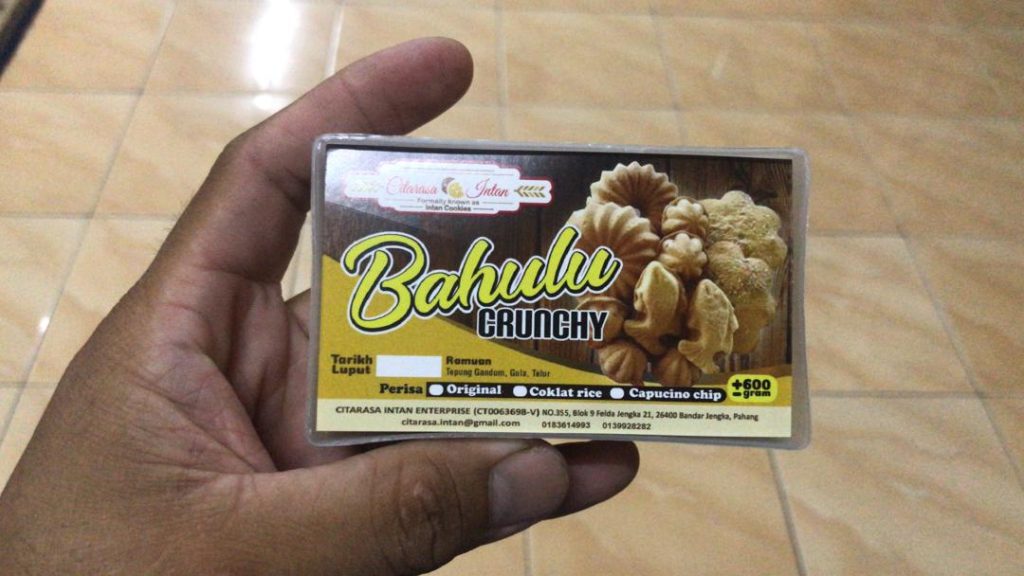 Citarasa Intan
Formally known as
Intan Cookies
Bahulu
CRUNCHY
Tarikh
Luput
Ramuan
Tepung Gandum, Gula, Telur
Perisa Original Coklat rice Capucino chip
+-600
gram
CITARASA INTAN ENTERPRISE (CT0063698-V) NO.355, Blok 9 Felda Jengka 21, 26400 Bandar Jengka, Pahang
citarasa.intan@gmail.com 0183614993 0139928282